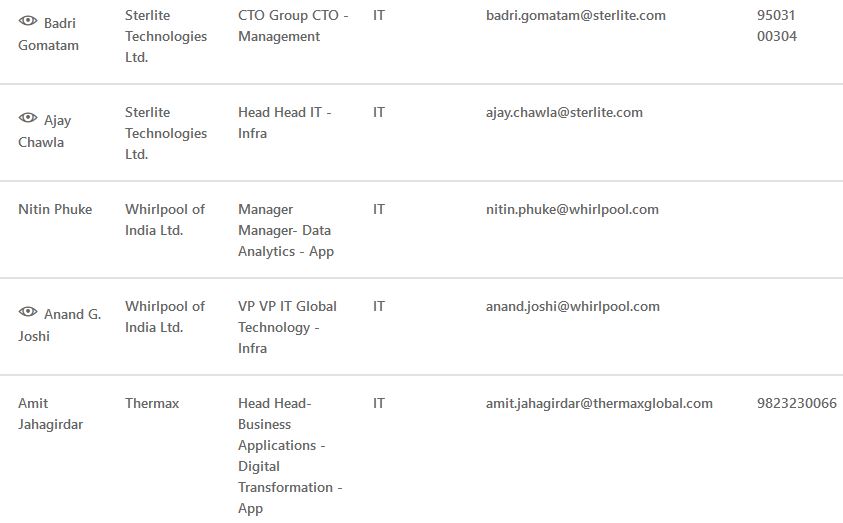 Badri Gomatam
Sterlite Technologies Ltd.
CTO Group CTO - Management
IT
badri.gomatam@sterlite.com
95031 00304
Ajay Chawla
Sterlite Technologies Ltd.
Head Head IT - Infra
IT
ajay.chawla@sterlite.com
Nitin Phuke
Whirlpool of India Ltd.
Manager Manager- Data Analytics - App
IT
nitin.phuke@whirlpool.com
Anand G. Joshi
Whirlpool of India Ltd.
VP VP IT Global Technology - Infra
IT
anand.joshi@whirlpool.com
Amit Jahagirdar
Thermax
Head Head- Business Applications - Digital Transformation - App
IT
amit.jahagirdar@thermaxglobal.com
9823230066